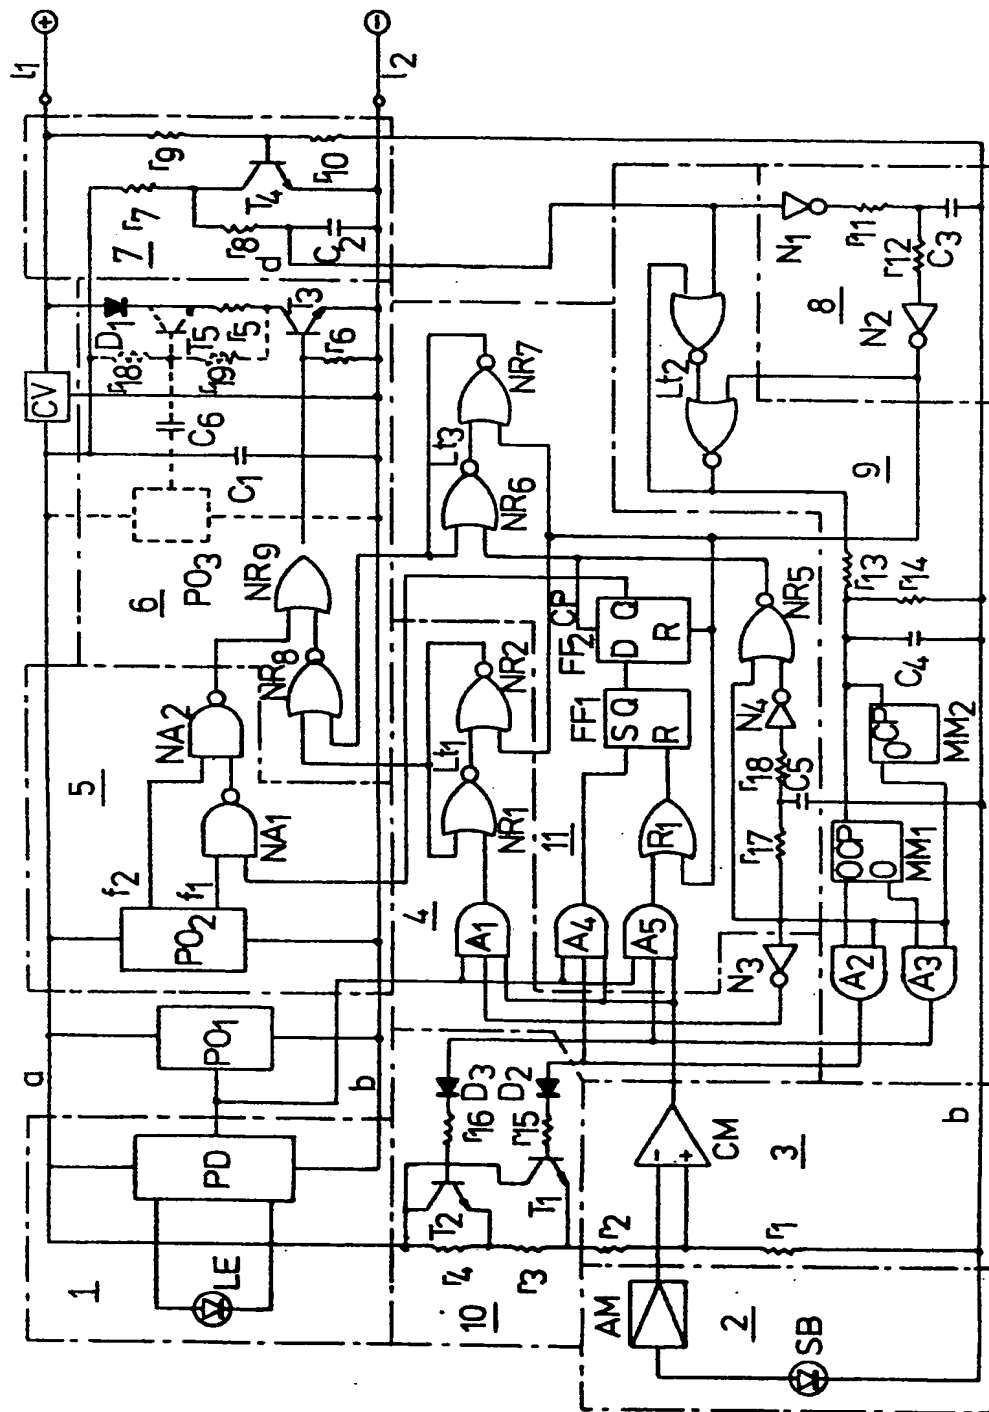 l1
+
−
l2
r9
r10
r7
T4
7
r8
C2
d
D1
T5
r5
T3
r6
r18
r19
CV
C6
C1
6
PO3
NR9
NR8
5
NA2
NA1
f2
f1
PO2
a
b
PO1
PD
LE
1
4
Lt1
NR1
NR2
Lt3
NR6
NR7
A1
A4
A5
11
R1
FF1
S Q
R
FF2
CP
D Q
R
Lt2
9
N1
r11
r12
C3
N2
8
r13
r14
C4
NR5
N4
r18
C5
r17
N3
MM1
O CP
O
MM2
CP
O
A2
A3
D3
D2
r16
r15
T2
T1
r4
r3
10
r2
r1
CM
−
+
3
AM
2
SB
b